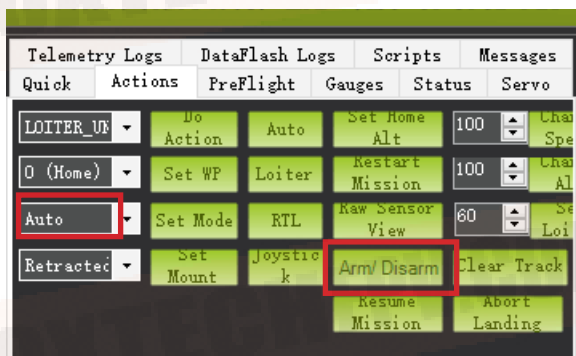 Telemetry Logs DataFlash Logs Scripts Messages
Quick Actions PreFlight Gauges Status Servo
LOITER_UN Do Action Auto Set Home Alt 100
0 (Home) Set WP Loiter Restart Mission 100
Auto Set Mode RTL Raw Sensor View 60
Retracted Set Mount Joystick Arm/ Disarm Clear Track
Resume Mission Abort Landing